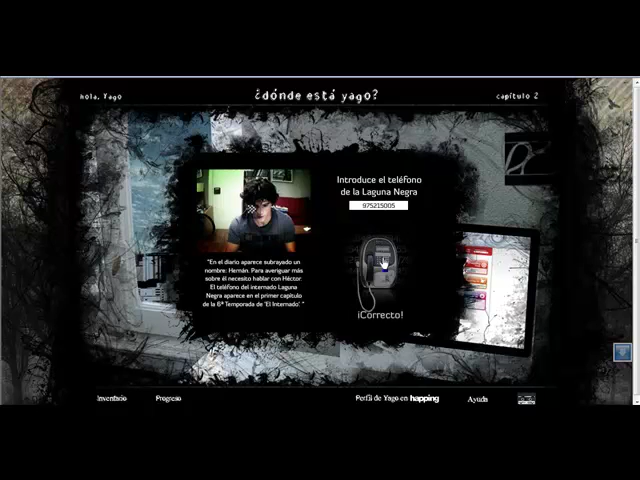 hola, Yago
¿dónde está yago?
capítulo 2
Introduce el teléfono
de la Laguna Negra
975215005
"En el diario aparece subrayado un
nombre: Hernán. Para averiguar más
sobre él necesito hablar con Héctor.
El teléfono del internado Laguna
Negra aparece en el primer capítulo
de la 6ª Temporada de 'El Internado'. "
¡Correcto!
Inventario
Progreso
Perfil de Yago en happing
Ayuda